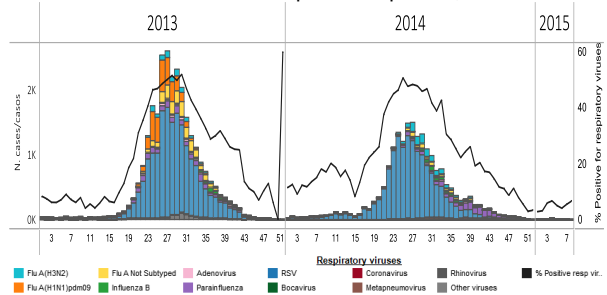 2013 2014 2015
N. cases/casos
2K
1K
0K
60
40
20
0
% Positive for respiratory viruses
3 7 11 15 19 23 27 31 35 39 43 47 51 3 7 11 15 19 23 27 31 35 39 43 47 51 3 7
Respiratory viruses
Flu A(H3N2) Flu A Not Subtyped Adenovirus RSV Coronavirus Rhinovirus % Positive resp vir..
Flu A(H1N1)pdm09 Influenza B Parainfluenza Bocavirus Metapneumovirus Other viruses